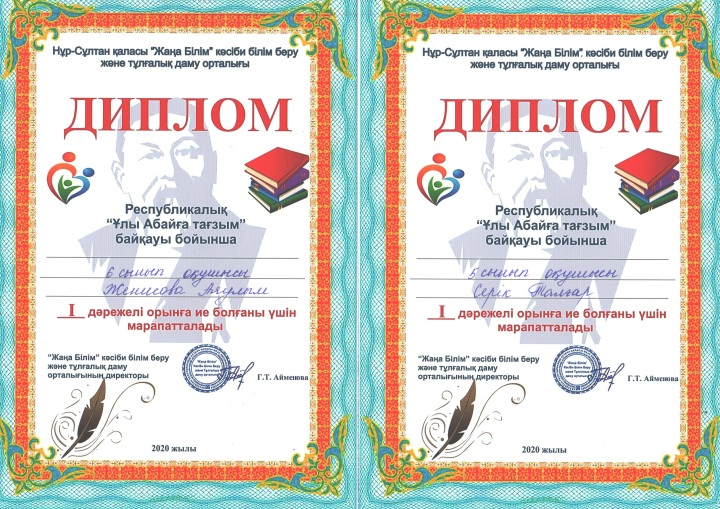 Нұр-Сұлтан қаласы "Жаңа Білім" кәсіби білім беру
және тұлғалық даму орталығы
ДИПЛОМ
Республикалық
"Ұлы Абайға тағзым"
байқауы бойынша
6 сынып оқушысы
Женисова
I дәрежелі орынға ие болғаны үшін
марапатталады
"Жаңа Білім" кәсіби білім беру
және тұлғалық даму
орталығының директоры
Г.Т. Айменова
2020 жылы
Нұр-Сұлтан қаласы "Жаңа Білім" кәсіби білім беру
және тұлғалық даму орталығы
ДИПЛОМ
Республикалық
"Ұлы Абайға тағзым"
байқауы бойынша
5 сынып оқушысы
Серік Талғар
I дәрежелі орынға ие болғаны үшін
марапатталады
"Жаңа Білім" кәсіби білім беру
және тұлғалық даму
орталығының директоры
Г.Т. Айменова
2020 жылы